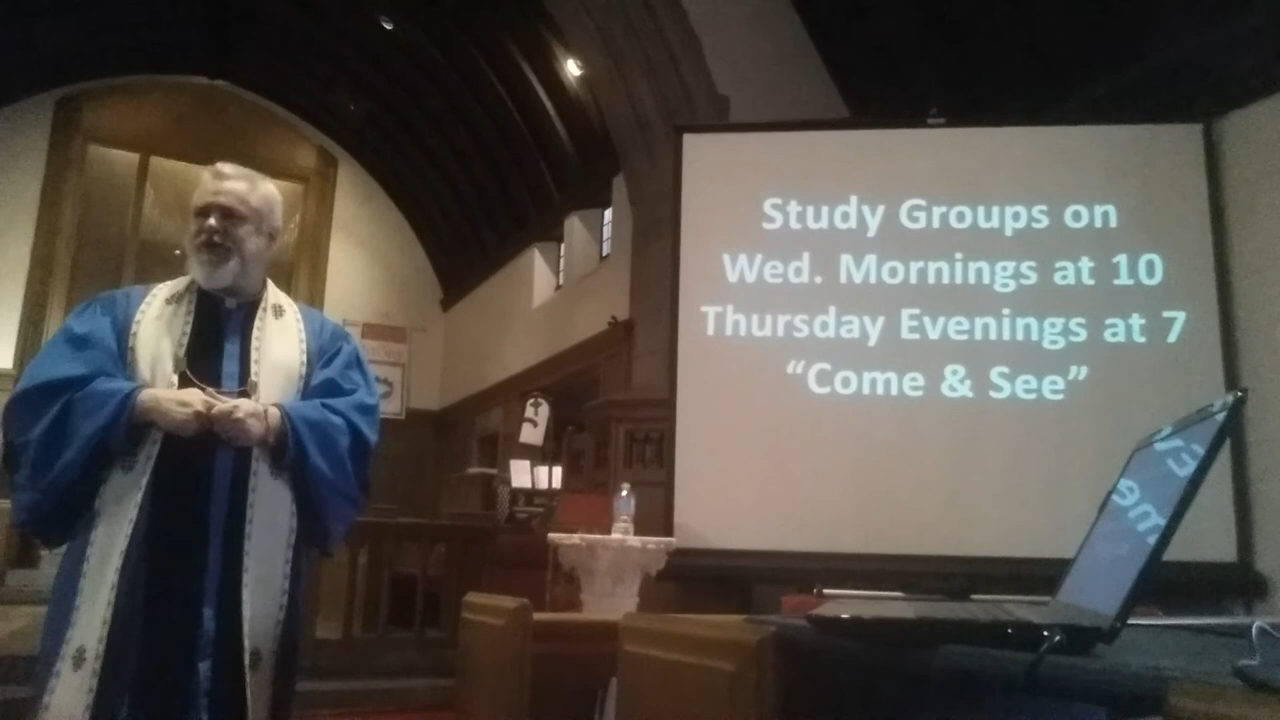 Study Groups on
Wed. Mornings at 10
Thursday Evenings at 7
“Come & See”